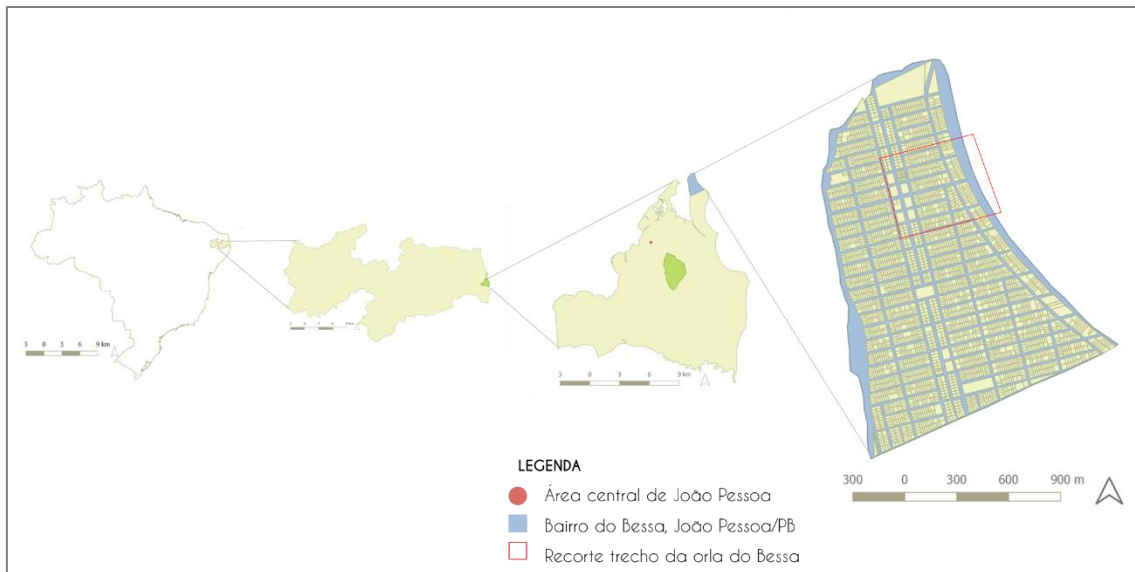 3 0 3 6 9 km
3 0 3 6 9 km
300 0 300 600 900 m
LEGENDA
Área central de João Pessoa
Bairro do Bessa, João Pessoa/PB
Recorte trecho da orla do Bessa